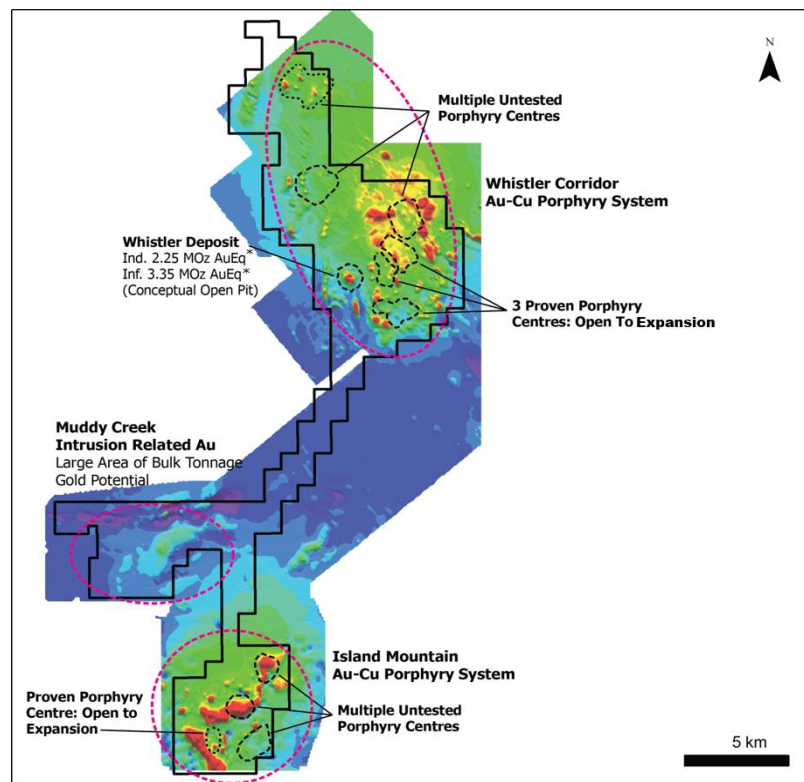 N
Multiple Untested
Porphyry Centres
Whistler Corridor
Au-Cu Porphyry System
Whistler Deposit
Ind. 2.25 MOz AuEq*
Inf. 3.35 MOz AuEq*
(Conceptual Open Pit)
3 Proven Porphyry
Centres: Open To Expansion
Muddy Creek
Intrusion Related Au
Large Area of Bulk Tonnage
Gold Potential
Island Mountain
Au-Cu Porphyry System
Proven Porphyry
Centre: Open to
Expansion
Multiple Untested
Porphyry Centres
5 km